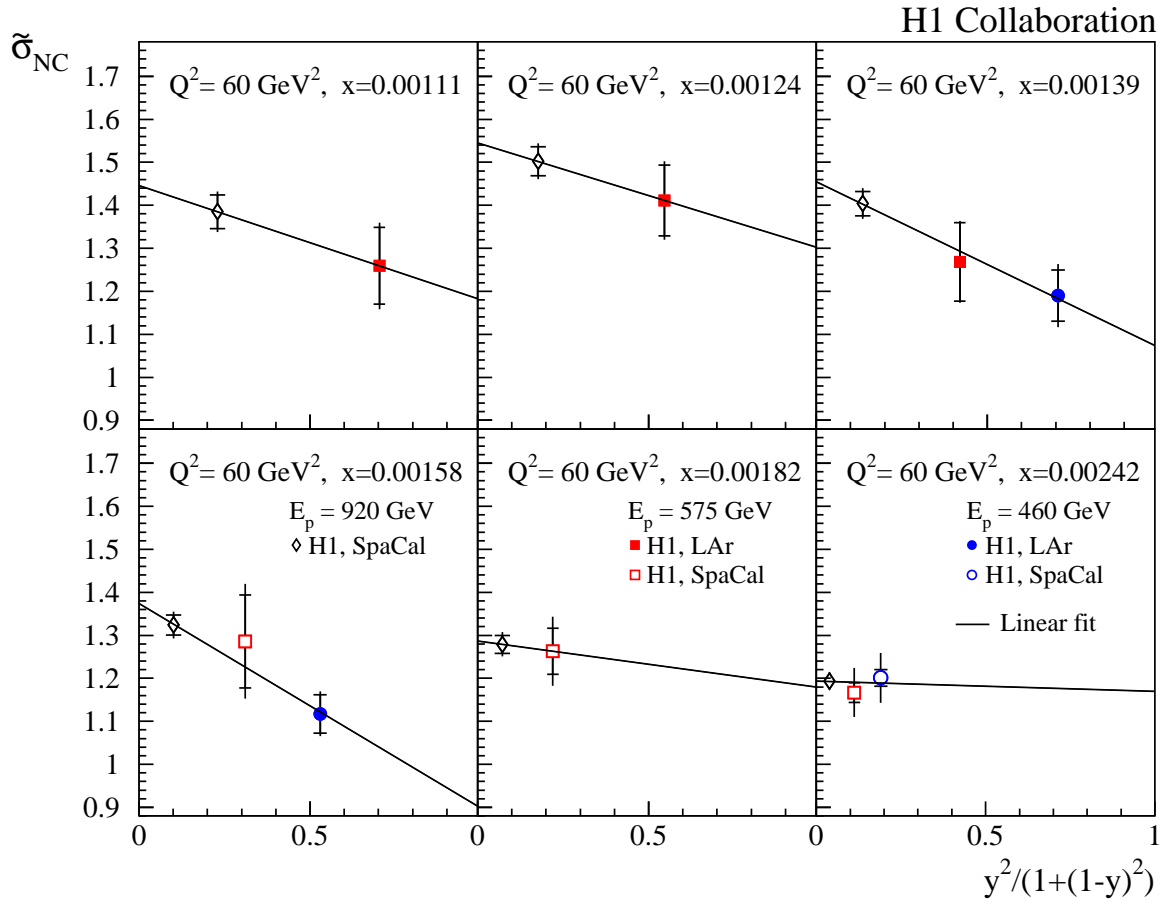 H1 Collaboration
σ̃_NC
Q²= 60 GeV², x=0.00111
Q²= 60 GeV², x=0.00124
Q²= 60 GeV², x=0.00139
1.7
1.6
1.5
1.4
1.3
1.2
1.1
1
0.9
0 0.5 0 0.5 0 0.5 1
Q²= 60 GeV², x=0.00158
E_p = 920 GeV
H1, SpaCal
Q²= 60 GeV², x=0.00182
E_p = 575 GeV
H1, LAr
H1, SpaCal
Q²= 60 GeV², x=0.00242
E_p = 460 GeV
H1, LAr
H1, SpaCal
Linear fit
1.7
1.6
1.5
1.4
1.3
1.2
1.1
1
0.9
y²/(1+(1-y)²)